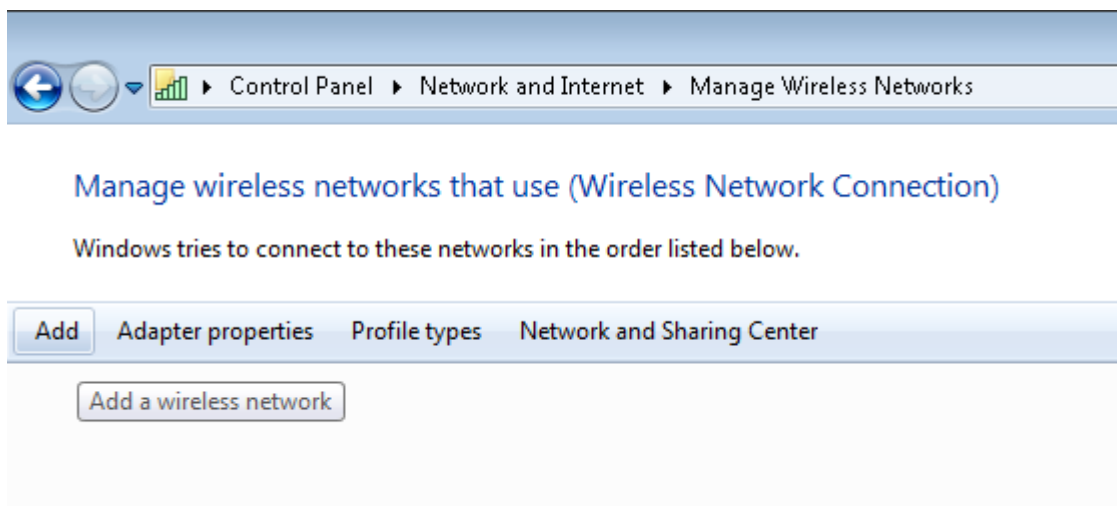 Control Panel ▸ Network and Internet ▸ Manage Wireless Networks
Manage wireless networks that use (Wireless Network Connection)
Windows tries to connect to these networks in the order listed below.
Add Adapter properties Profile types Network and Sharing Center
Add a wireless network